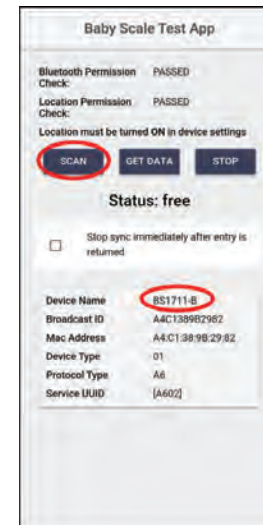 Baby Scale Test App
Bluetooth Permission Check: PASSED
Location Permission Check: PASSED
Location must be turned ON in device settings
SCAN GET DATA STOP
Status; free
Stop sync immediately after entry is
returned
Device Name BS1711-B
Broadcast ID A4C1389B2982
Mac Address A4:C1:38:9B:29:82
Device Type 01
Protocol Type A6
Service UUID [A602]